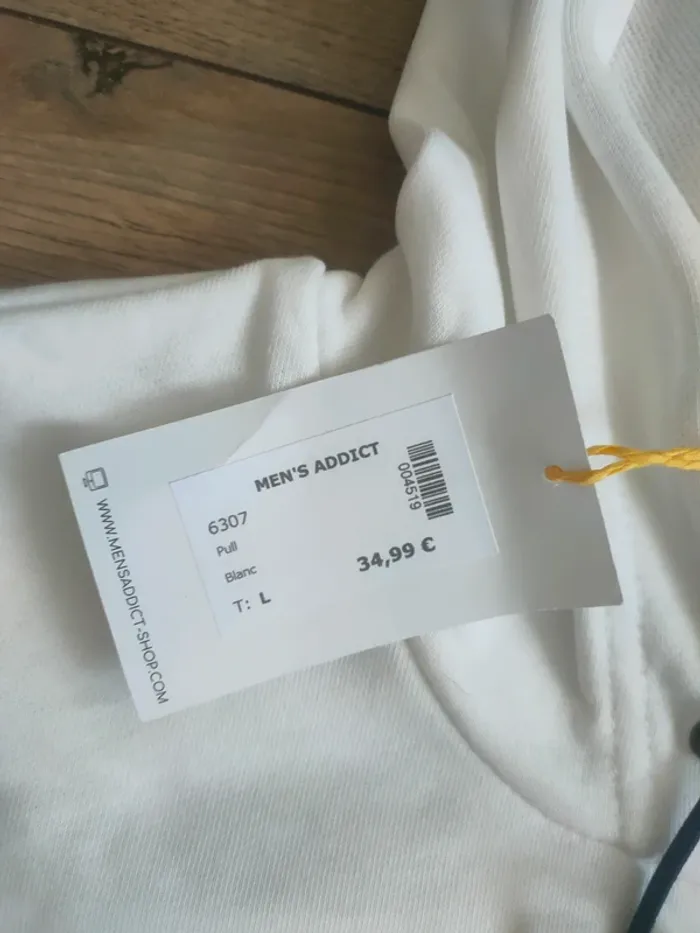 MEN'S ADDICT
004519
6307
Pull
Blanc
34,99 €
T: L
WWW.MENSADDICT-SHOP.COM